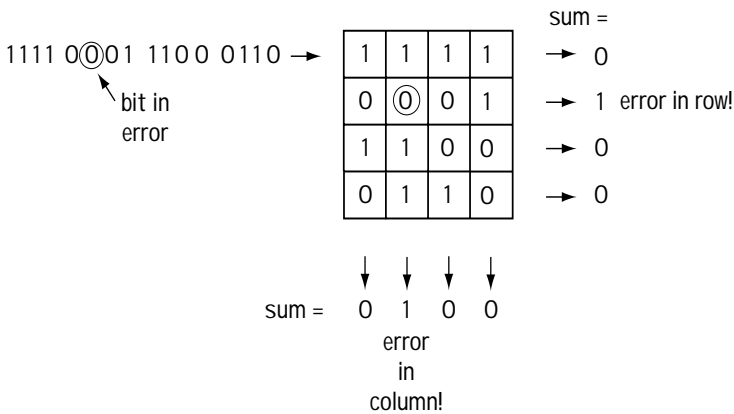 sum =
1111 0001 1100 0110
1 1 1 1 0
bit in
error
0 0 0 1 1 error in row!
1 1 0 0 0
0 1 1 0 0
sum = 0 1 0 0
error
in
column!